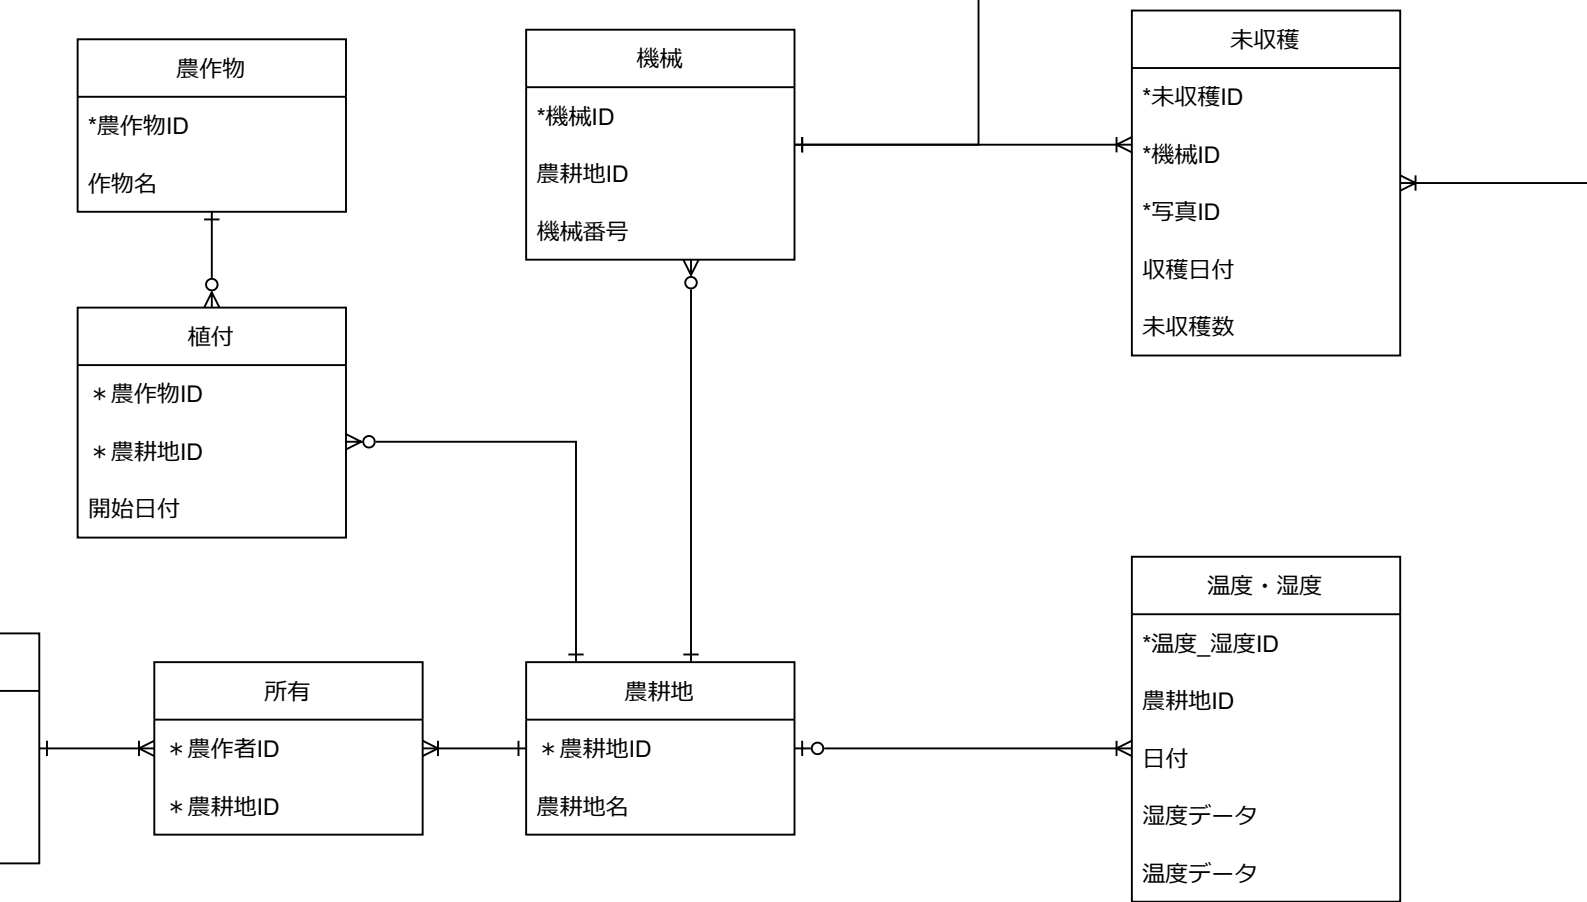 農作物
*農作物ID
作物名
機械
*機械ID
農耕地ID
機械番号
未収穫
*未収穫ID
*機械ID
*写真ID
収穫日付
未収穫数
植付
＊農作物ID
＊農耕地ID
開始日付
所有
＊農作者ID
＊農耕地ID
農耕地
＊農耕地ID
農耕地名
温度・湿度
*温度_湿度ID
農耕地ID
日付
湿度データ
温度データ